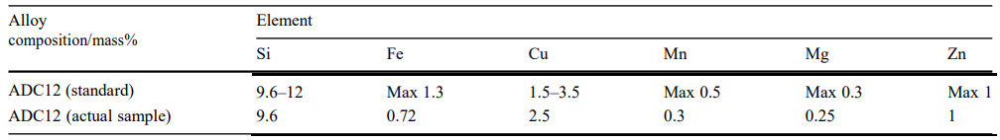 Alloy Element
composition/mass%
Si Fe Cu Mn Mg Zn
ADC12 (standard) 9.6–12 Max 1.3 1.5–3.5 Max 0.5 Max 0.3 Max 1
ADC12 (actual sample) 9.6 0.72 2.5 0.3 0.25 1